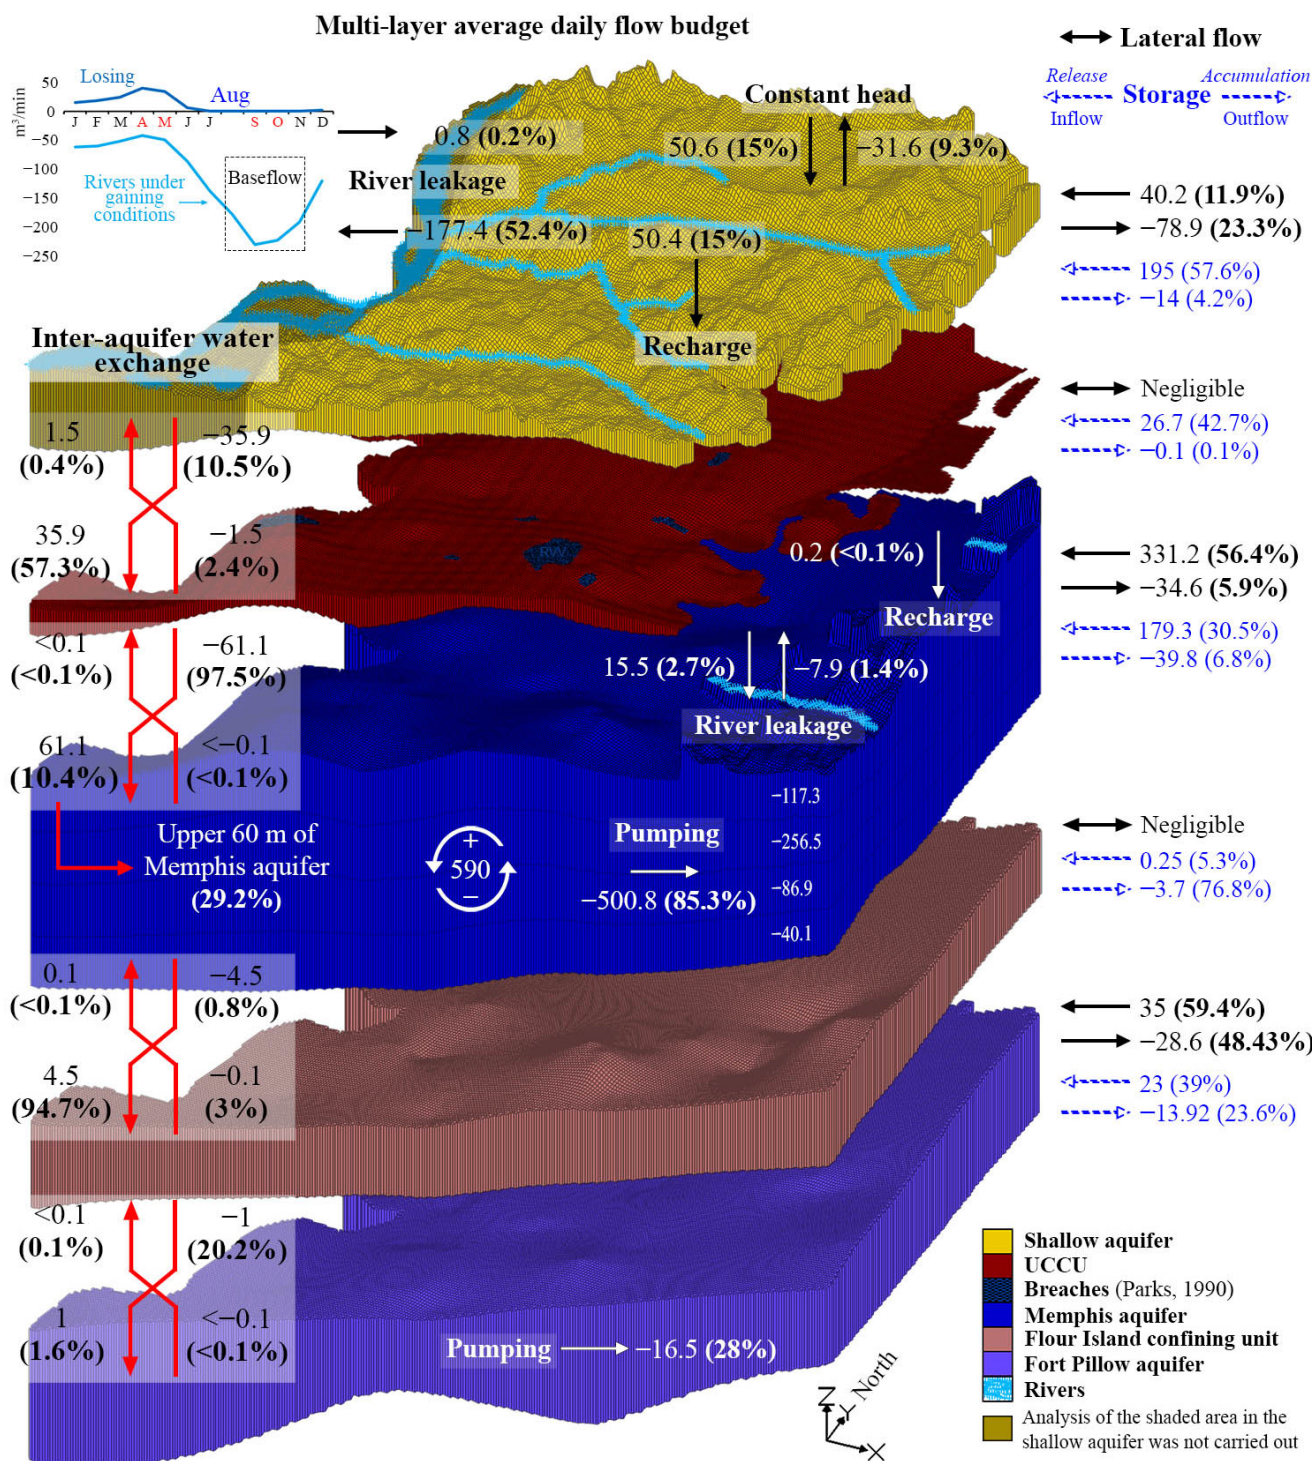 Multi-layer average daily flow budget
Lateral flow
Release
Storage
Accumulation
Inflow
Outflow
m³/min
50
0
−50
−100
−150
−200
−250
Losing
Aug
J F M A M J J S O N D
Rivers under
gaining
conditions
Baseflow
0.8 (0.2%)
River leakage
−177.4 (52.4%)
Constant head
50.6 (15%)
−31.6 (9.3%)
50.4 (15%)
Recharge
40.2 (11.9%)
−78.9 (23.3%)
195 (57.6%)
−14 (4.2%)
Inter-aquifer water
exchange
1.5
(0.4%)
−35.9
(10.5%)
Negligible
26.7 (42.7%)
−0.1 (0.1%)
35.9
(57.3%)
−1.5
(2.4%)
RVV
0.2 (<0.1%)
Recharge
331.2 (56.4%)
−34.6 (5.9%)
179.3 (30.5%)
−39.8 (6.8%)
<0.1
(<0.1%)
−61.1
(97.5%)
15.5 (2.7%)
−7.9 (1.4%)
River leakage
61.1
(10.4%)
<−0.1
(<0.1%)
Upper 60 m of
Memphis aquifer
(29.2%)
+
590
−
Pumping
−500.8 (85.3%)
−117.3
−256.5
−86.9
−40.1
Negligible
0.25 (5.3%)
−3.7 (76.8%)
0.1
(<0.1%)
−4.5
(0.8%)
4.5
(94.7%)
−0.1
(3%)
35 (59.4%)
−28.6 (48.43%)
23 (39%)
−13.92 (23.6%)
<0.1
(0.1%)
−1
(20.2%)
1
(1.6%)
<−0.1
(<0.1%)
Pumping
−16.5 (28%)
Z
Y North
X
Shallow aquifer
UCCU
Breaches (Parks, 1990)
Memphis aquifer
Flour Island confining unit
Fort Pillow aquifer
Rivers
Analysis of the shaded area in the
shallow aquifer was not carried out